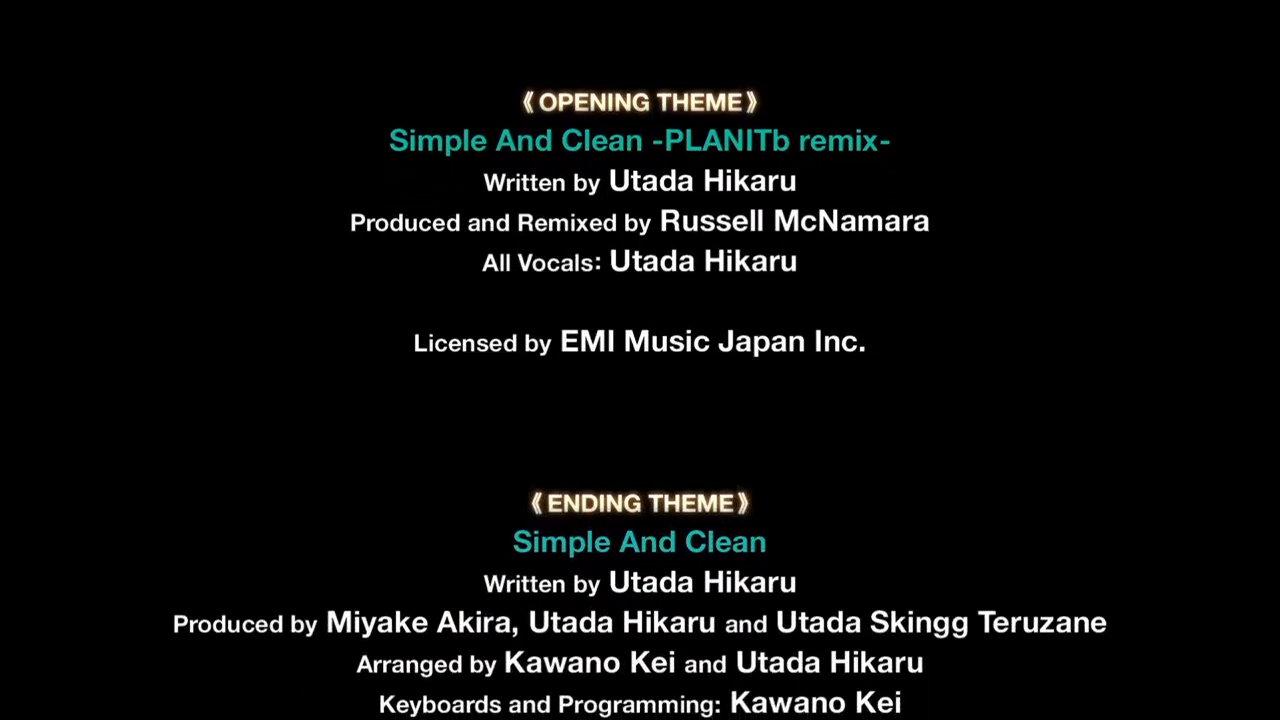 《OPENING THEME》
Simple And Clean -PLANITb remix-
Written by Utada Hikaru
Produced and Remixed by Russell McNamara
All Vocals: Utada Hikaru
Licensed by EMI Music Japan Inc.
《ENDING THEME》
Simple And Clean
Written by Utada Hikaru
Produced by Miyake Akira, Utada Hikaru and Utada Skingg Teruzane
Arranged by Kawano Kei and Utada Hikaru
Keyboards and Programming: Kawano Kei